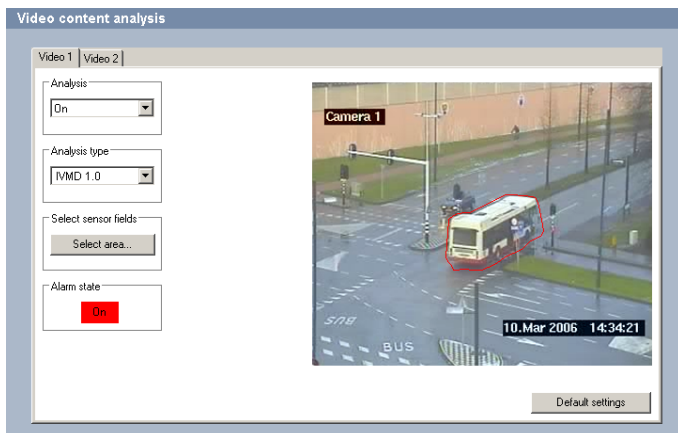 Video content analysis
Video 1
Video 2
Analysis
On
Analysis type
IVMD 1.0
Select sensor fields
Select area...
Alarm state
On
Camera 1
BUS
BUS
10.Mar 2006 14:34:21
Default settings